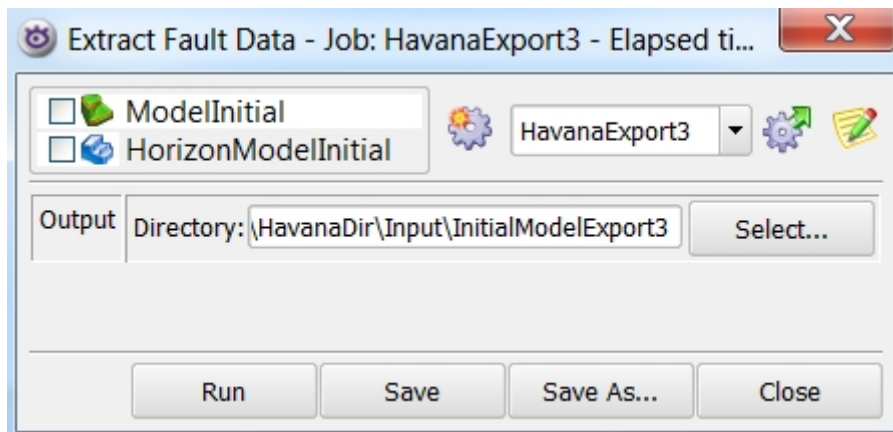 Extract Fault Data - Job: HavanaExport3 - Elapsed ti...
ModelInitial
HorizonModelInitial
HavanaExport3
Output
Directory: \HavanaDir\Input\InitialModelExport3
Select...
Run
Save
Save As...
Close